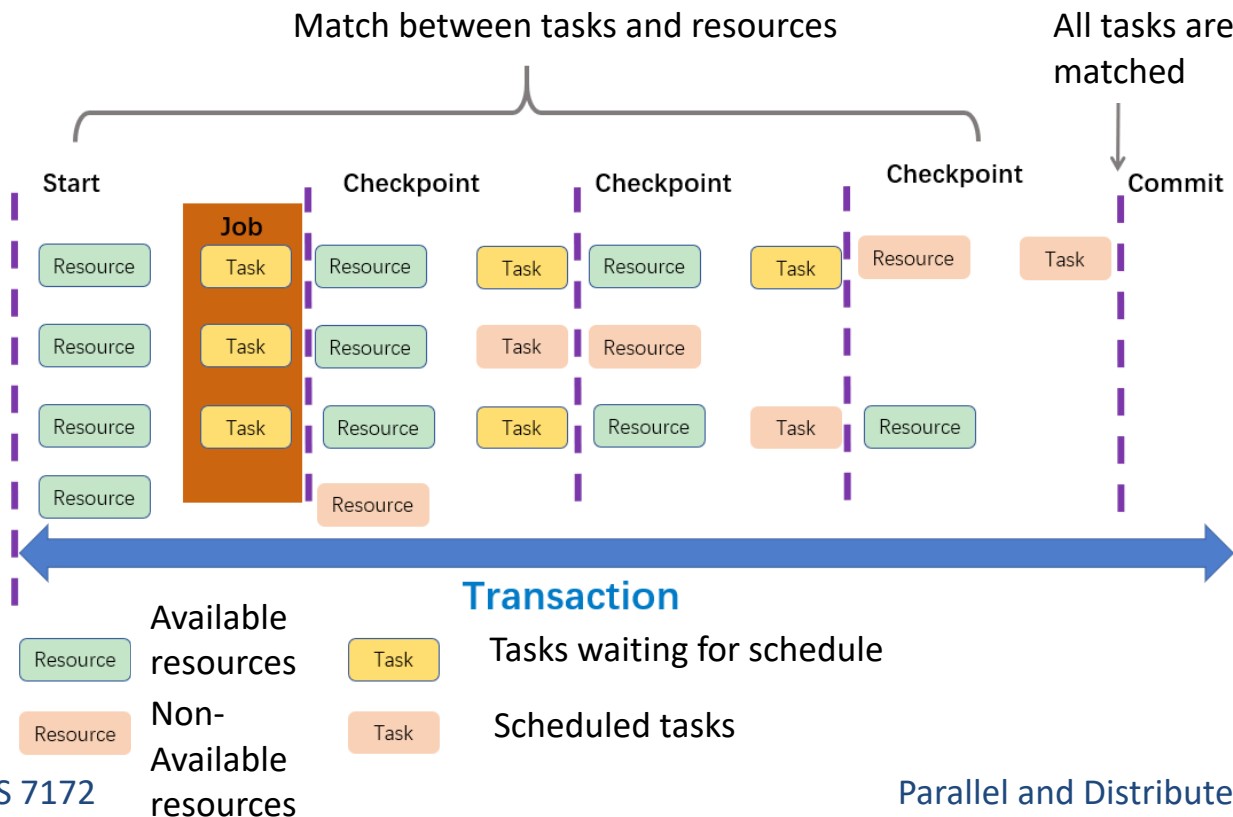 Match between tasks and resources
All tasks are
matched
Start
Checkpoint
Checkpoint
Checkpoint
Commit
Job
Resource
Task
Resource
Task
Resource
Task
Resource
Task
Resource
Task
Resource
Task
Resource
Resource
Task
Resource
Task
Resource
Task
Resource
Resource
Resource
Transaction
Resource
Available
resources
Task
Tasks waiting for schedule
Resource
Non-
Available
resources
Task
Scheduled tasks
S 7172
Parallel and Distribute